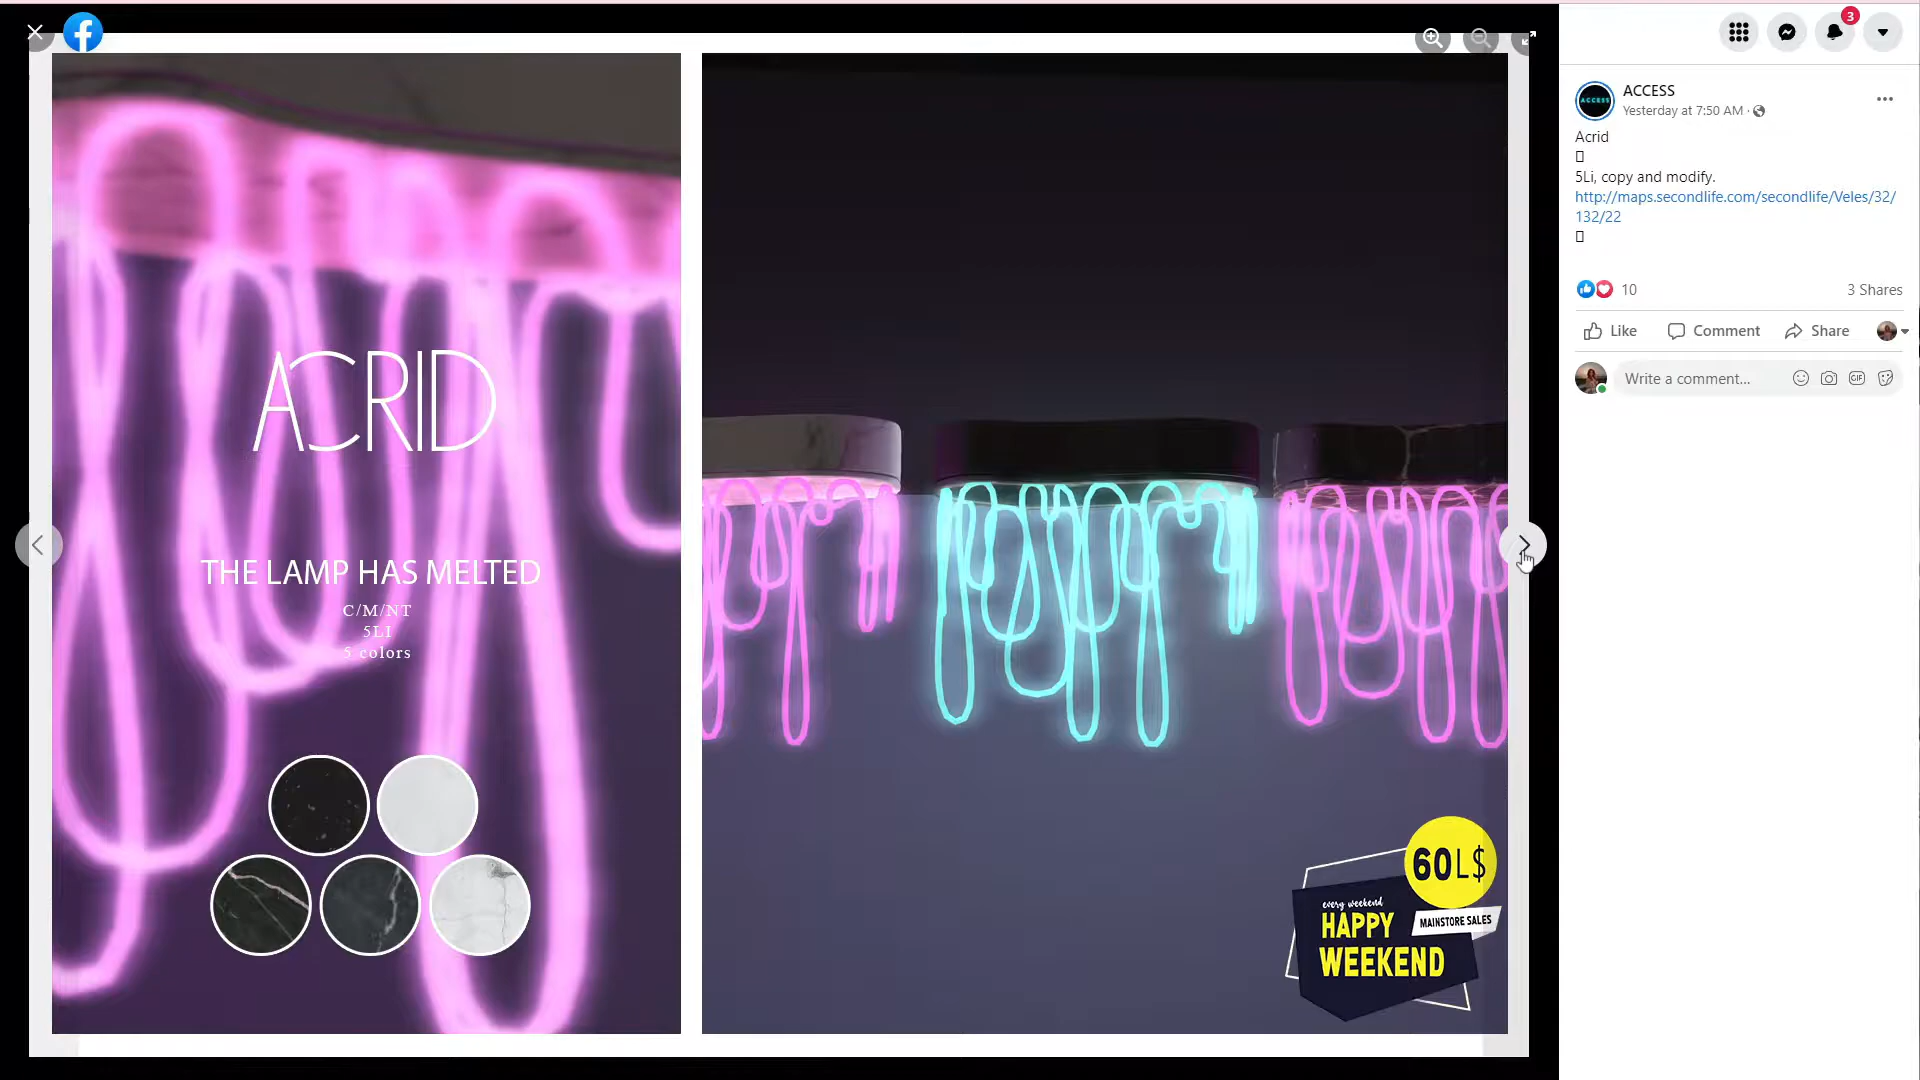 ACRID
THE LAMP HAS MELTED
C/M/NT
5LI
5 colors
60L$
every weekend
HAPPY
MAINSTORE SALES
WEEKEND
3
ACCESS
ACCESS
Yesterday at 7:50 AM ·
Acrid
5Li, copy and modify.
http://maps.secondlife.com/secondlife/Veles/32/
132/22
10
3 Shares
Like
Comment
Share
Write a comment...
GIF